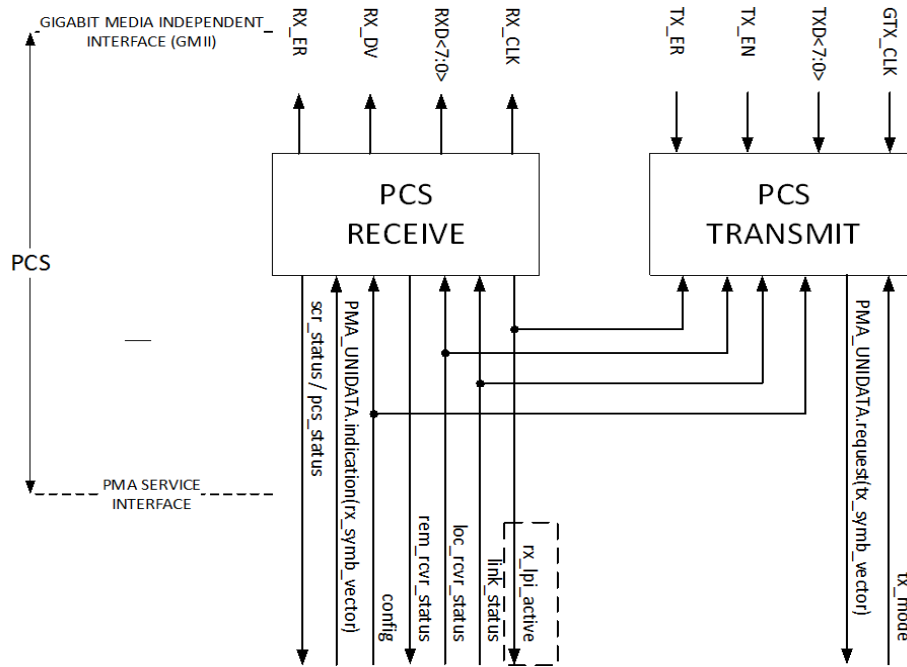 GIGABIT MEDIA INDEPENDENT
INTERFACE (GMII)
RX_ER
RX_DV
RXD<7:0>
RX_CLK
TX_ER
TX_EN
TXD<7:0>
GTX_CLK
PCS
RECEIVE
PCS
TRANSMIT
PCS
PMA SERVICE
INTERFACE
scr_status / pcs_status
PMA_UNIDATA.indication(rx_symb_vector)
config
rem_rcvr_status
loc_rcvr_status
link_status
rx_lpi_active
PMA_UNIDATA.request(tx_symb_vector)
tx_mode